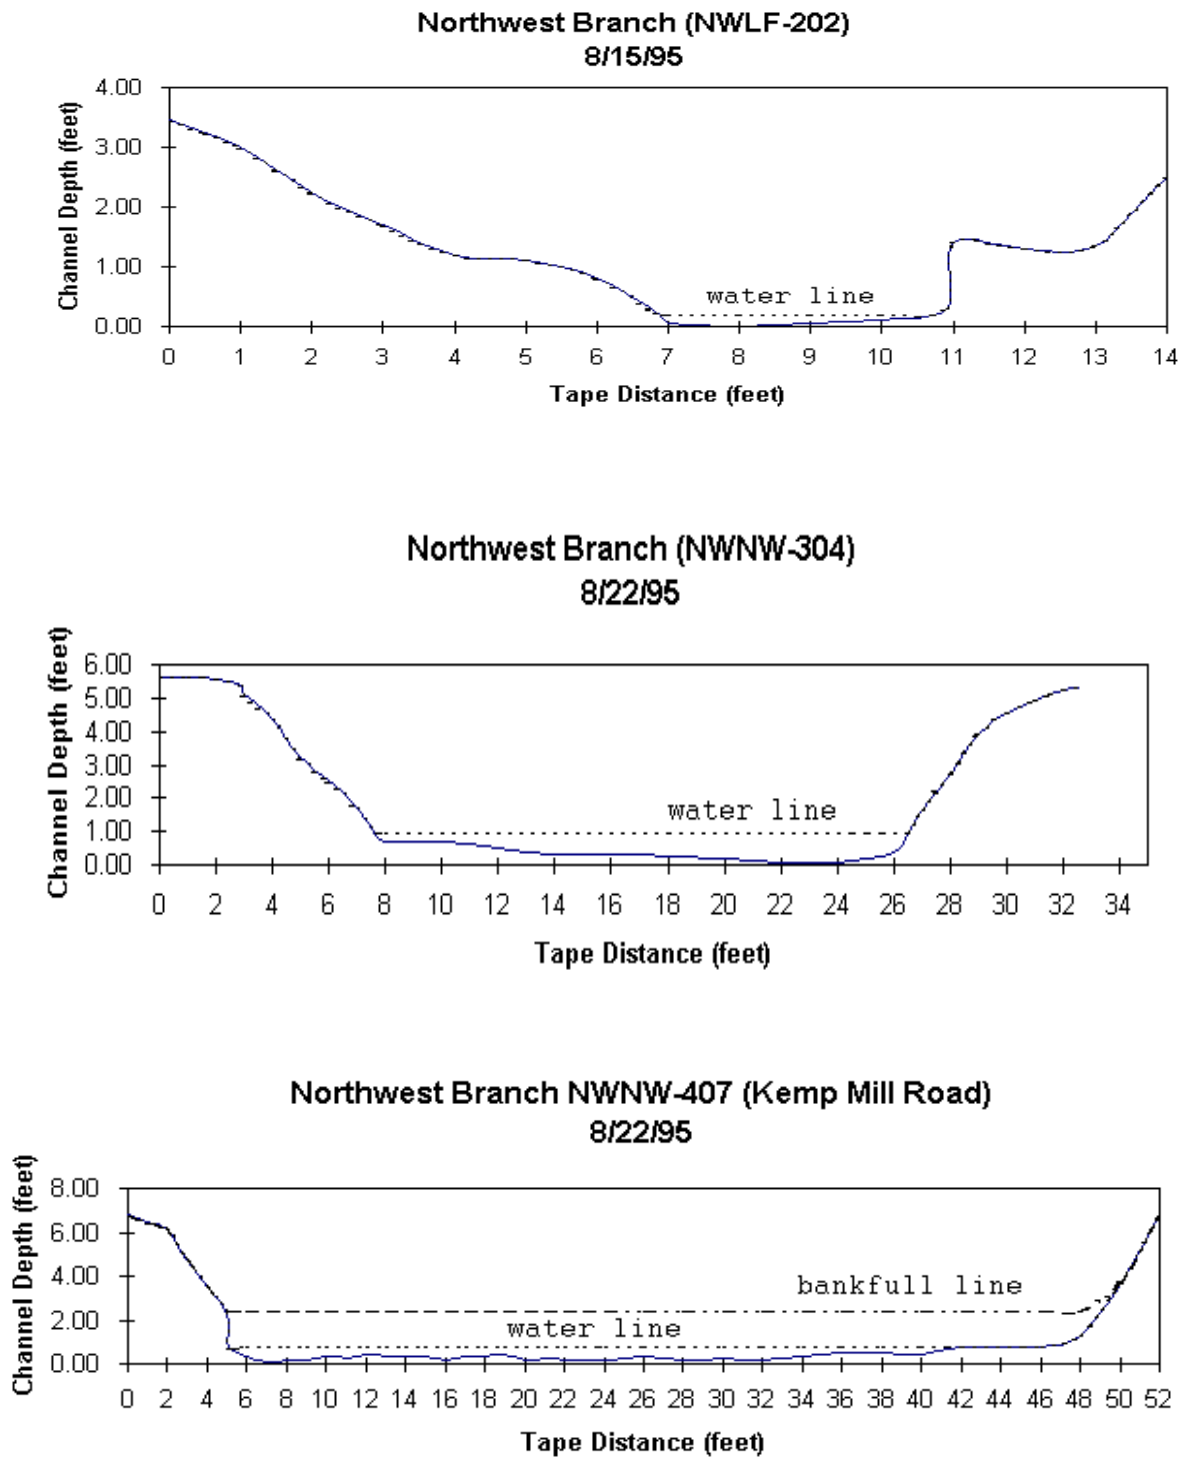 Northwest Branch (NWLF-202)
8/15/95
Channel Depth (feet)
4.00
3.00
2.00
1.00
0.00
water line
0 1 2 3 4 5 6 7 8 9 10 11 12 13 14
Tape Distance (feet)
Northwest Branch (NWNW-304)
8/22/95
Channel Depth (feet)
6.00
5.00
4.00
3.00
2.00
1.00
0.00
water line
0 2 4 6 8 10 12 14 16 18 20 22 24 26 28 30 32 34
Tape Distance (feet)
Northwest Branch NWNW-407 (Kemp Mill Road)
8/22/95
Channel Depth (feet)
8.00
6.00
4.00
2.00
0.00
bankfull line
water line
0 2 4 6 8 10 12 14 16 18 20 22 24 26 28 30 32 34 36 38 40 42 44 46 48 50 52
Tape Distance (feet)